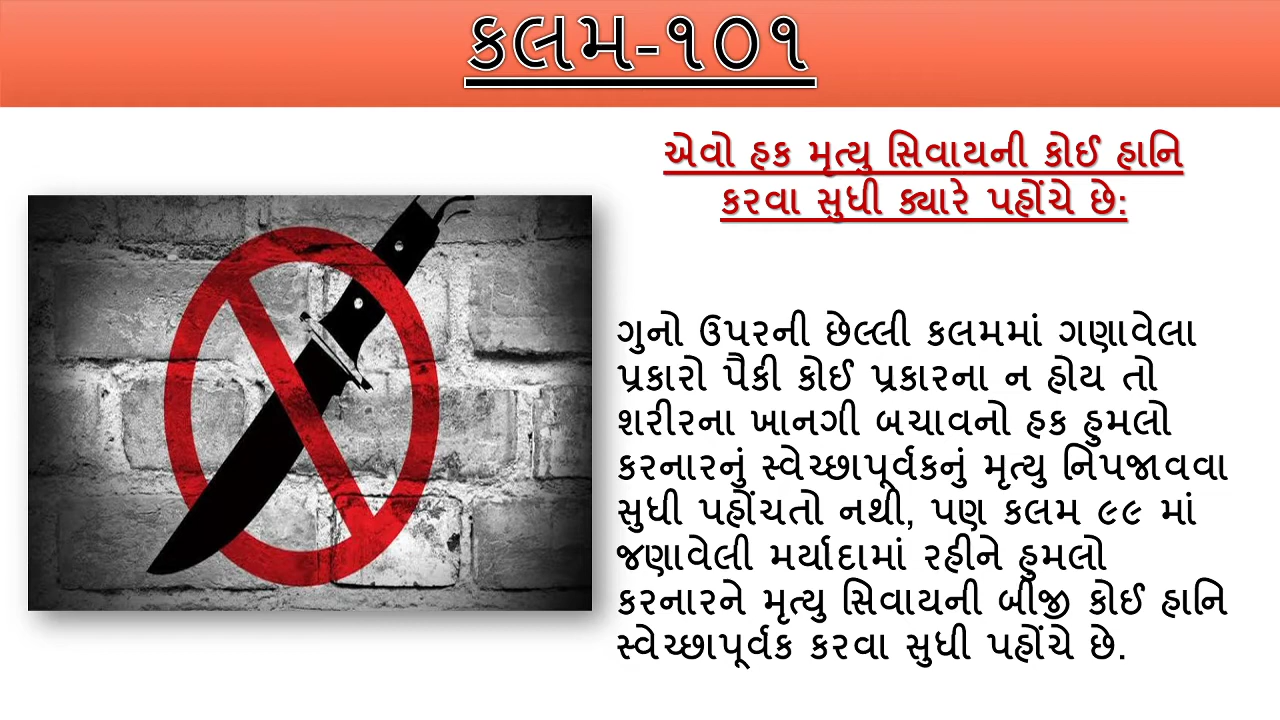 કલમ-૧૦૧
એવો હક મૃત્યુ સિવાયની કોઈ હાનિ
કરવા સુધી ક્યારે પહોંચે છે:
ગુનો ઉપરની છેલ્લી કલમમાં ગણાવેલા
પ્રકારો પૈકી કોઈ પ્રકારના ન હોય તો
શરીરના ખાનગી બચાવનો હક હુમલો
કરનારનું સ્વેચ્છાપૂર્વકનું મૃત્યુ નિપજાવવા
સુધી પહોંચતો નથી, પણ કલમ ૯૯ માં
જણાવેલી મર્યાદામાં રહીને હુમલો
કરનારને મૃત્યુ સિવાયની બીજી કોઈ હાનિ
સ્વેચ્છાપૂર્વક કરવા સુધી પહોંચે છે.